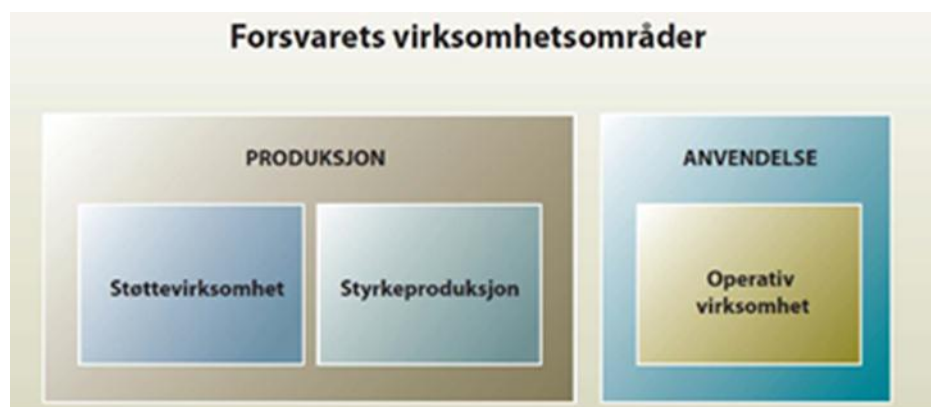 Forsvarets virksomhetsområder
PRODUKSJON
Støttevirksomhet
Styrkeproduksjon
ANVENDELSE
Operativ
virksomhet